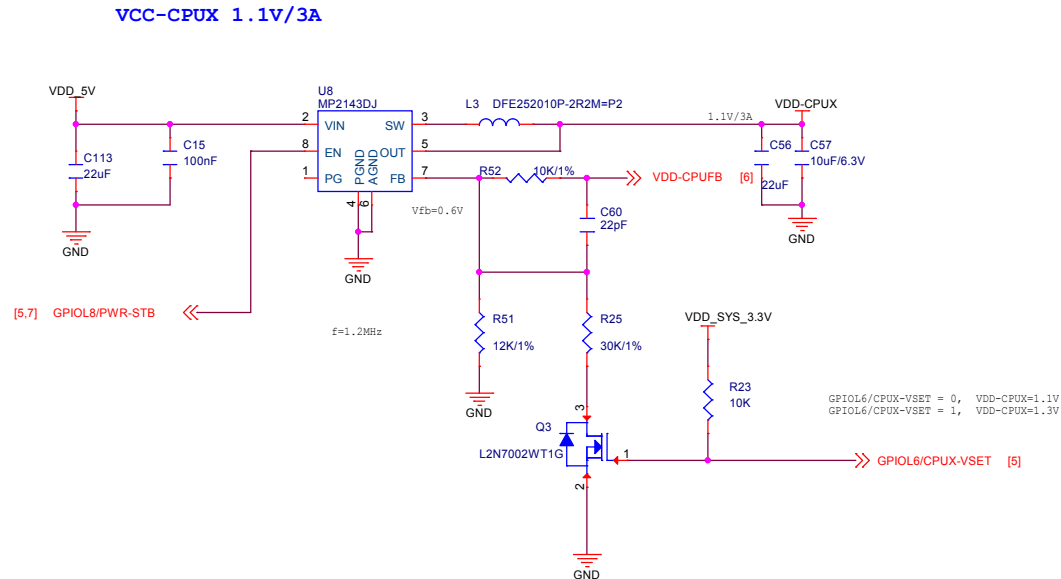 VCC-CPUX 1.1V/3A
VDD_5V
U8
MP2143DJ
L3 DFE252010P-2R2M=P2
VDD-CPUX
1.1V/3A
2 VIN SW 3
8 EN OUT 5
1 PG FB 7
PGND AGND
4 6
C113
22uF
C15
100nF
C56
22uF
C57
10uF/6.3V
R52 10K/1%
VDD-CPUFB [6]
Vfb=0.6V
C60
22pF
GND
GND
GND
[5,7] GPIOL8/PWR-STB
f=1.2MHz
R51
12K/1%
R25
30K/1%
VDD_SYS_3.3V
R23
10K
GND
GPIOL6/CPUX-VSET = 0, VDD-CPUX=1.1V
GPIOL6/CPUX-VSET = 1, VDD-CPUX=1.3V
3
Q3
L2N7002WT1G
1
2
GPIOL6/CPUX-VSET [5]
GND